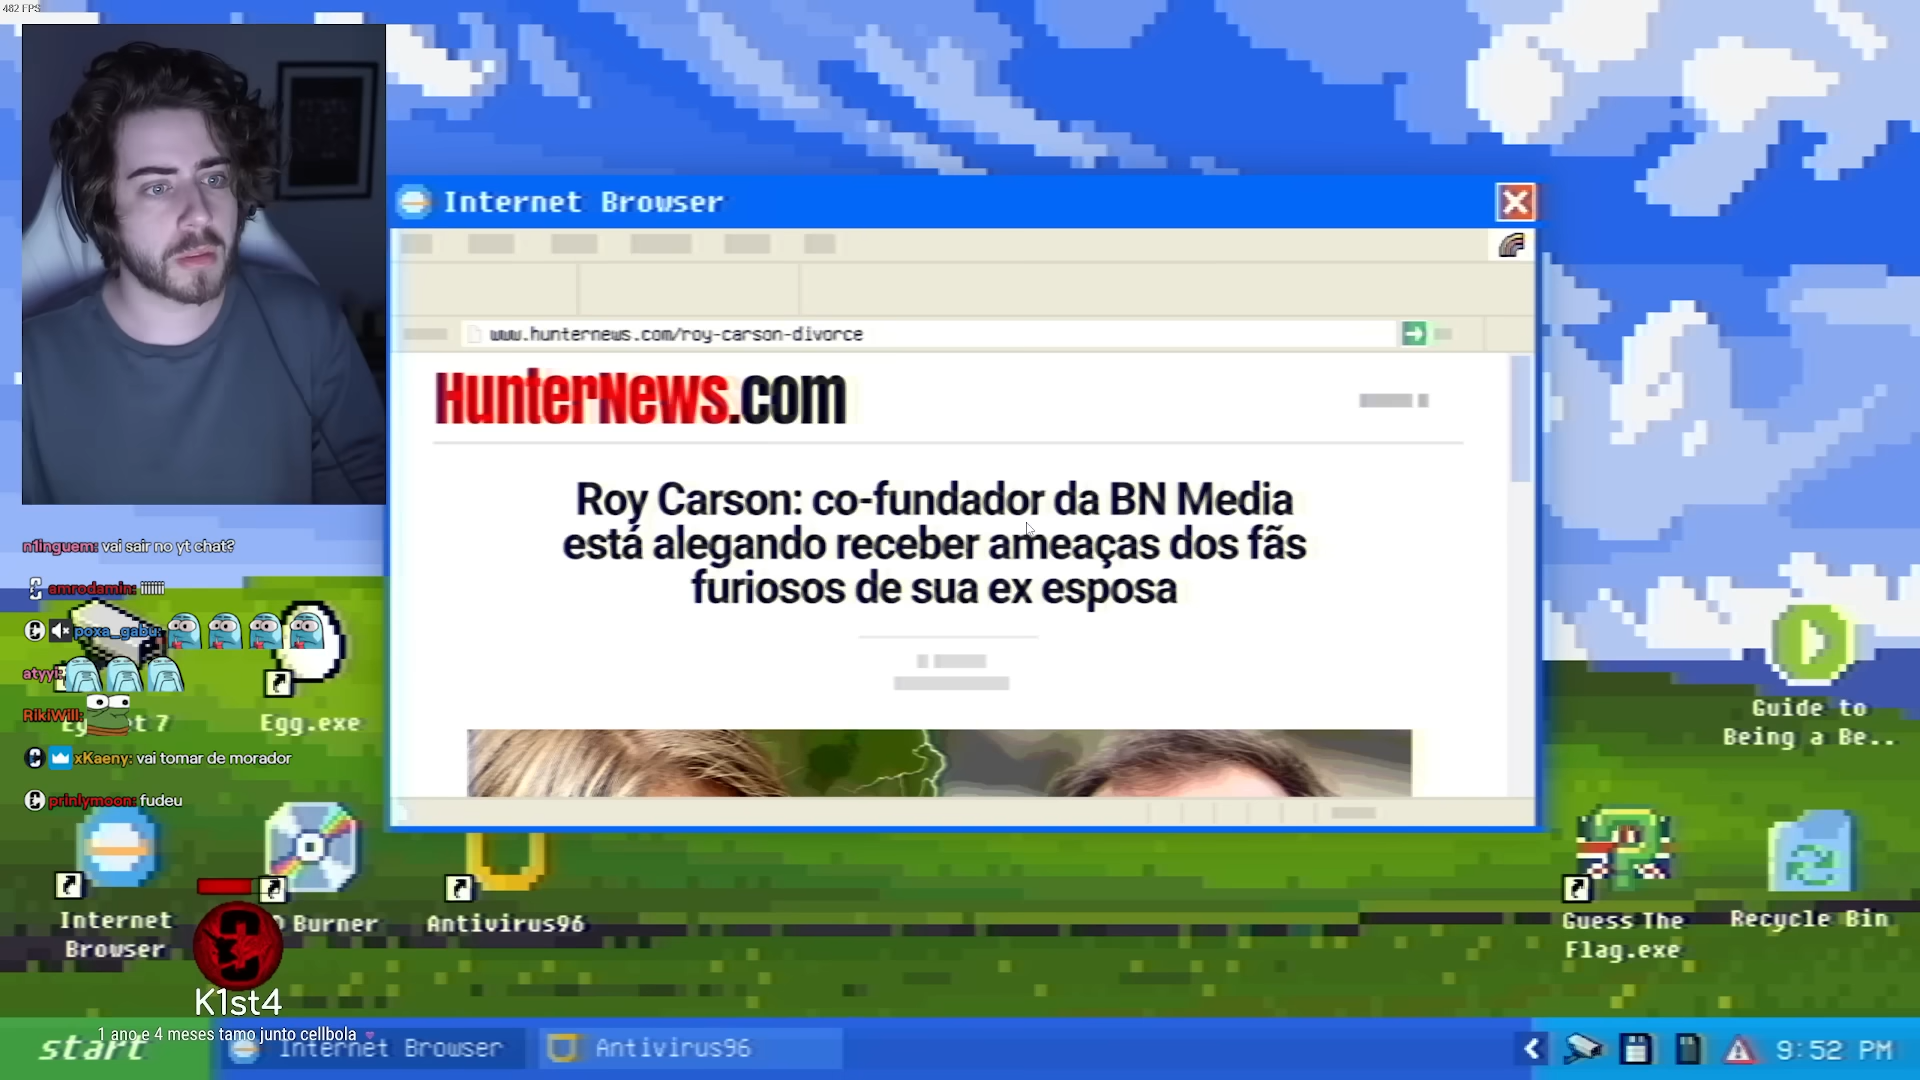 482 FPS
Internet Browser
www.hunternews.com/roy-carson-divorce
HunterNews.com
Roy Carson: co-fundador da BN Media
está alegando receber ameaças dos fãs
furiosos de sua ex esposa
n1inguem: vai sair no yt chat?
amrodamin: iiiiiii
poxa_gabu:
atyyi:
RikiWill:
t 7
Egg.exe
xKaeny: vai tomar de morador
prinlymoon: fudeu
Guide to
Being a Be..
Internet
Browser
Burner
Antivirus96
Guess The
Flag.exe
Recycle Bin
K1st4
1 ano e 4 meses tamo junto cellbola
start
Internet Browser
Antivirus96
9:52 PM